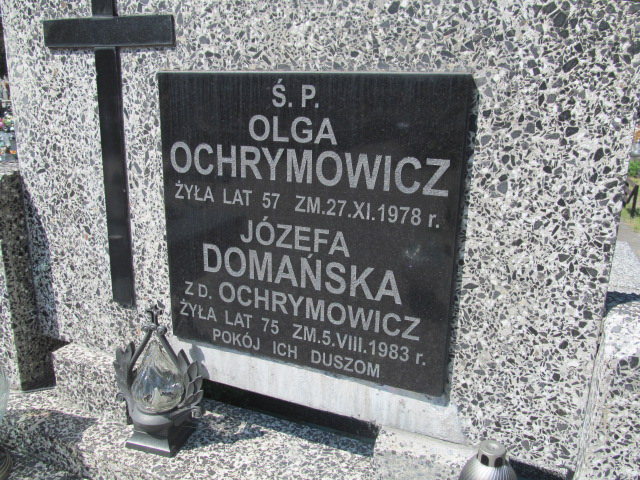 Ś. P.
OLGA
OCHRYMOWICZ
ŻYŁA LAT 57 ZM.27.XI.1978 r.
JÓZEFA
DOMAŃSKA
Z D. OCHRYMOWICZ
ŻYŁA LAT 75 ZM.5.VIII.1983 r.
POKÓJ ICH DUSZOM